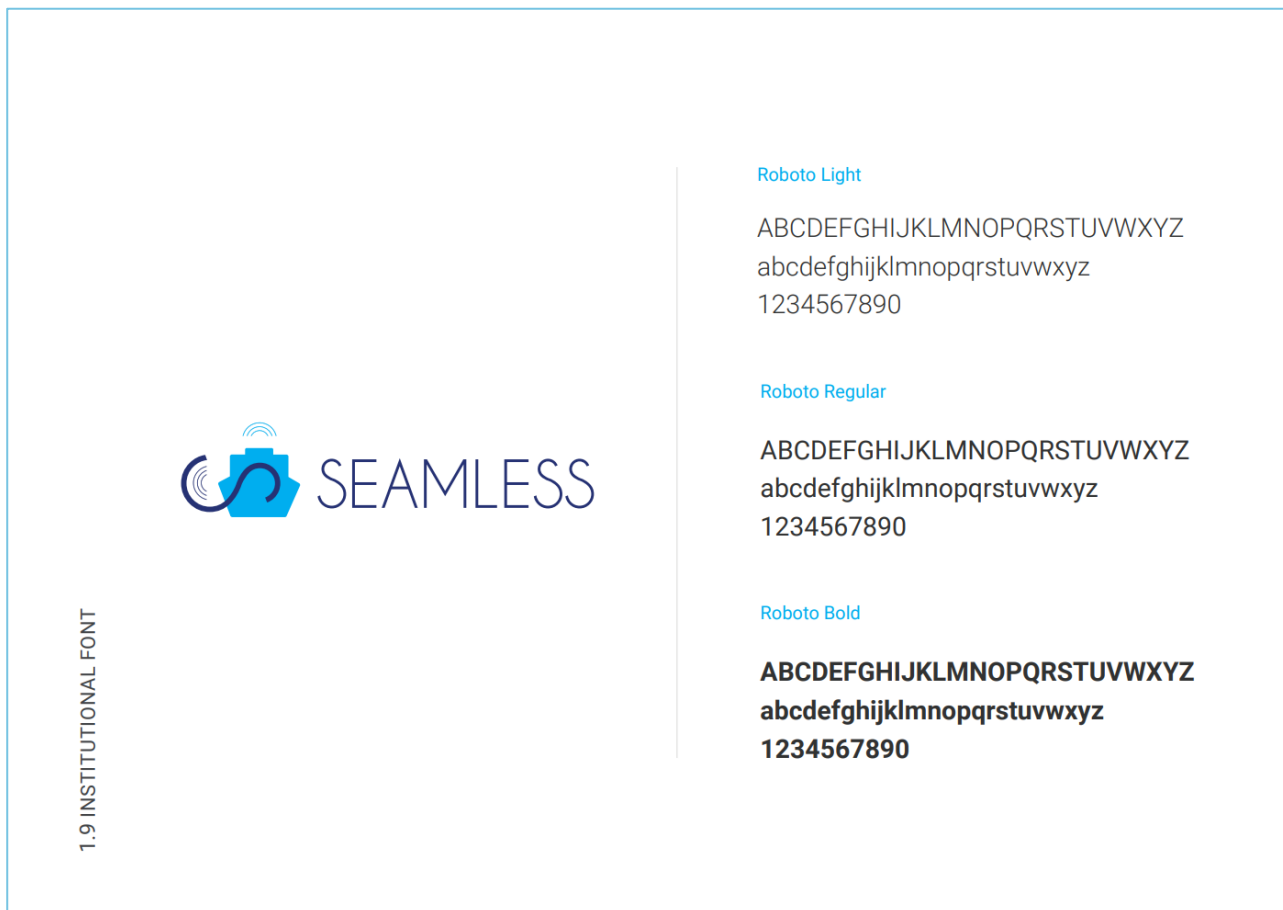 SEAMLESS
1.9 INSTITUTIONAL FONT
Roboto Light
ABCDEFGHIJKLMNOPQRSTUVWXYZ
abcdefghijklmnopqrstuvwxyz
1234567890
Roboto Regular
ABCDEFGHIJKLMNOPQRSTUVWXYZ
abcdefghijklmnopqrstuvwxyz
1234567890
Roboto Bold
ABCDEFGHIJKLMNOPQRSTUVWXYZ
abcdefghijklmnopqrstuvwxyz
1234567890